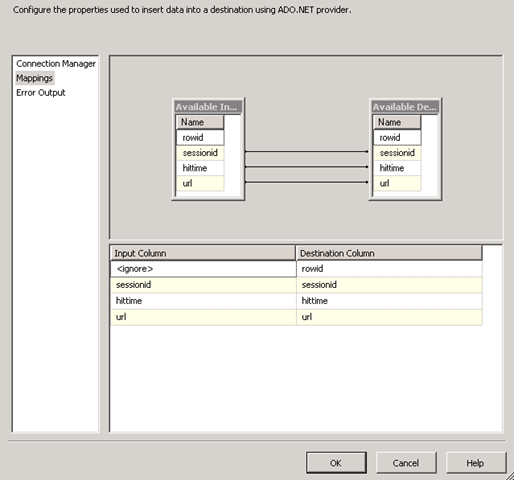 Configure the properties used to insert data into a destination using ADO.NET provider.
Connection Manager
Mappings
Error Output
Available In...
Name
rowid
sessionid
hittime
url
Available De...
Name
rowid
sessionid
hittime
url
Input Column Destination Column
<ignore> rowid
sessionid sessionid
hittime hittime
url url
OK Cancel Help